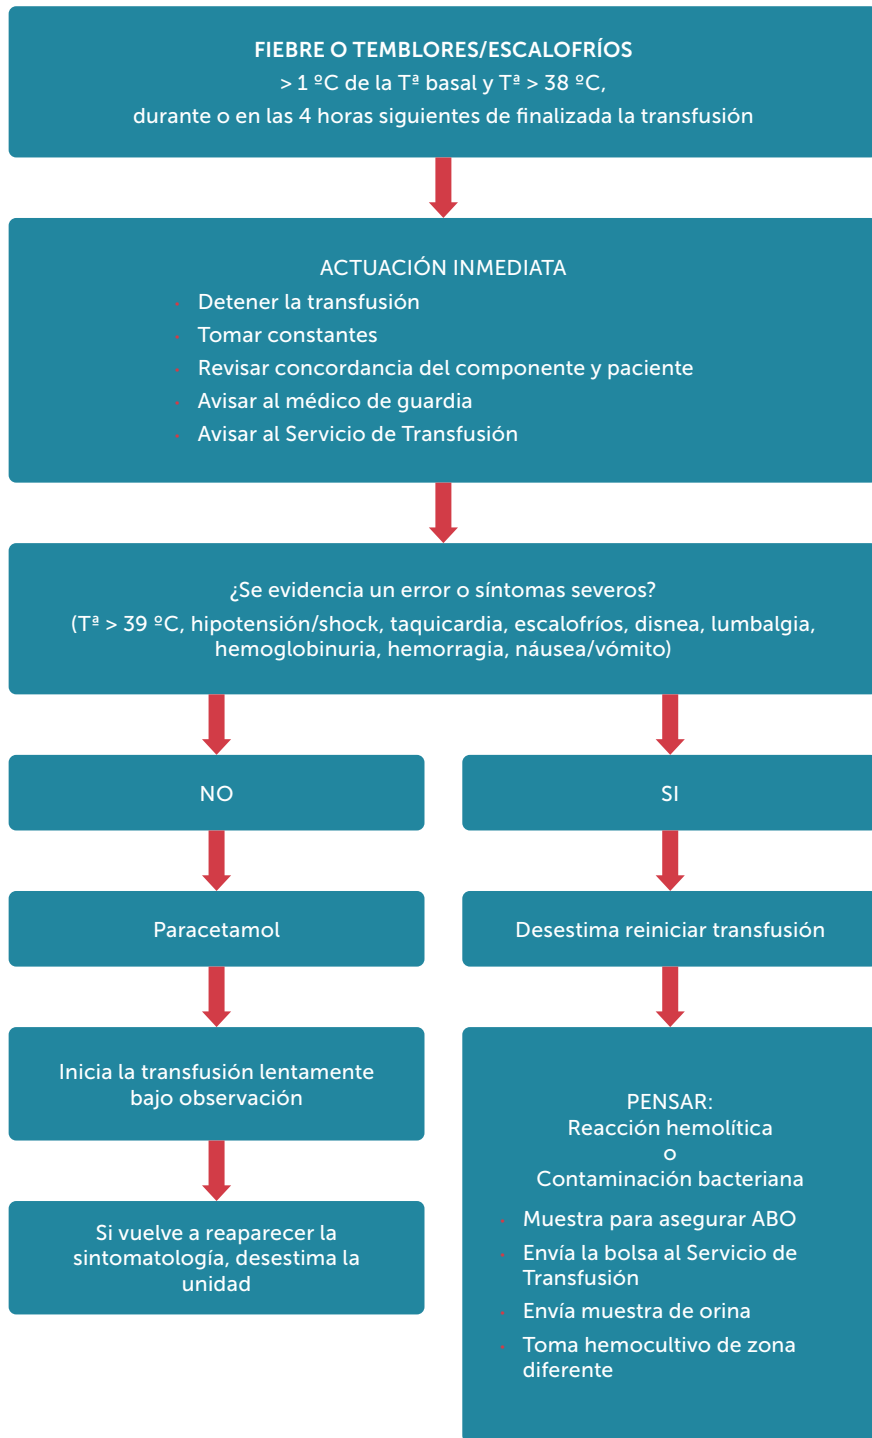 FIEBRE O TEMBLORES/ESCALOFRÍOS
> 1 ºC de la Tª basal y Tª > 38 ºC,
durante o en las 4 horas siguientes de finalizada la transfusión
ACTUACIÓN INMEDIATA
· Detener la transfusión
· Tomar constantes
· Revisar concordancia del componente y paciente
· Avisar al médico de guardia
· Avisar al Servicio de Transfusión
¿Se evidencia un error o síntomas severos?
(Tª > 39 ºC, hipotensión/shock, taquicardia, escalofríos, disnea, lumbalgia,
hemoglobinuria, hemorragia, náusea/vómito)
NO
Paracetamol
Inicia la transfusión lentamente
bajo observación
Si vuelve a reaparecer la
sintomatología, desestima la
unidad
SI
Desestima reiniciar transfusión
PENSAR:
Reacción hemolítica
o
Contaminación bacteriana
· Muestra para asegurar ABO
· Envía la bolsa al Servicio de
Transfusión
· Envía muestra de orina
· Toma hemocultivo de zona
diferente